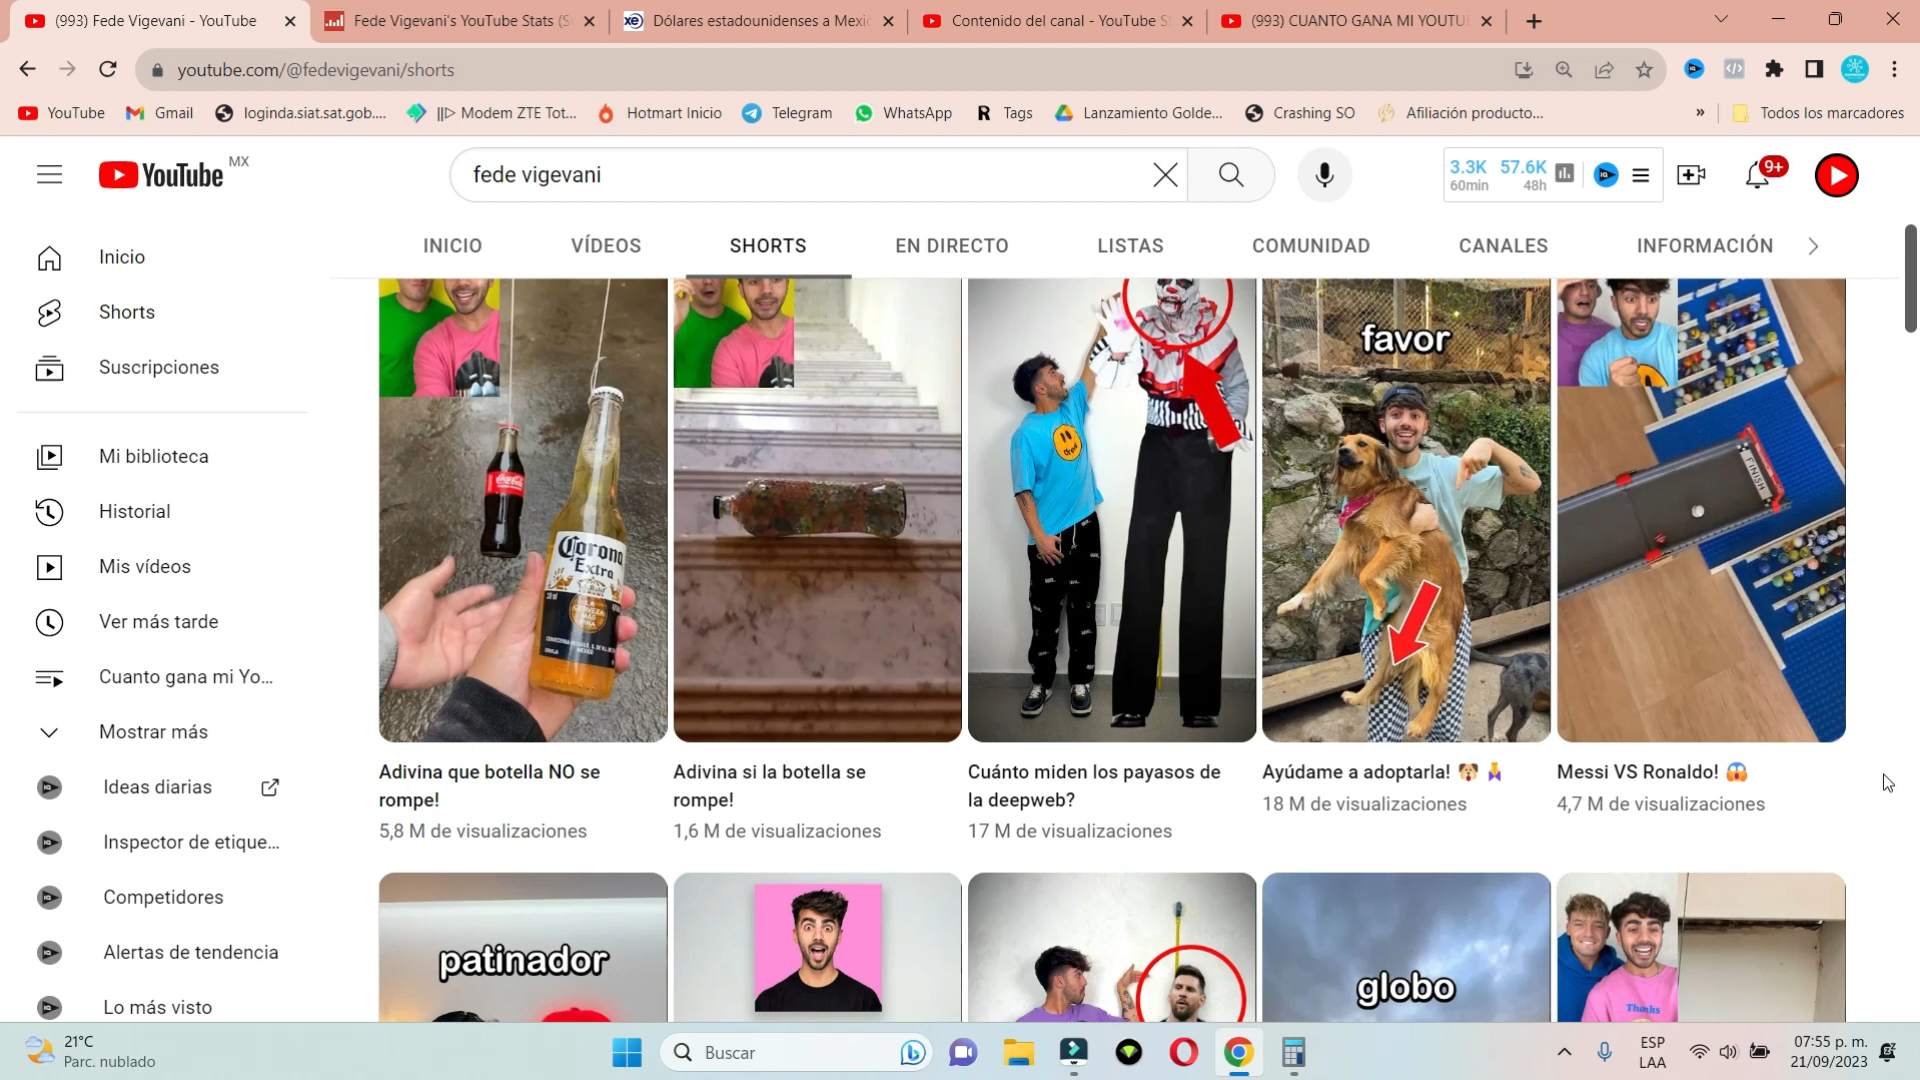 (993) Fede Vigevani - YouTube
Fede Vigevani's YouTube Stats (S
Dólares estadounidenses a Mexic
Contenido del canal - YouTube S
(993) CUANTO GANA MI YOUTU
youtube.com/@fedevigevani/shorts
YouTube
Gmail
loginda.siat.sat.gob....
||▷ Modem ZTE Tot...
Hotmart Inicio
Telegram
WhatsApp
Tags
Lanzamiento Golde...
Crashing SO
Afiliación producto...
»
Todos los marcadores
YouTube MX
fede vigevani
3.3K 57.6K
60min 48h
9+
INICIO
VÍDEOS
SHORTS
EN DIRECTO
LISTAS
COMUNIDAD
CANALES
INFORMACIÓN
Inicio
Shorts
Suscripciones
Mi biblioteca
Historial
Mis vídeos
Ver más tarde
Cuanto gana mi Yo...
Mostrar más
Ideas diarias
Inspector de etique...
Competidores
Alertas de tendencia
Lo más visto
Coca-Cola
Corona
Extra
favor
FINISH
Adivina que botella NO se
rompe!
5,8 M de visualizaciones
Adivina si la botella se
rompe!
1,6 M de visualizaciones
Cuánto miden los payasos de
la deepweb?
17 M de visualizaciones
Ayúdame a adoptarla! 🐶🙏
18 M de visualizaciones
Messi VS Ronaldo! 😱
4,7 M de visualizaciones
patinador
globo
Thanks
21°C
Parc. nublado
Buscar
ESP
LAA
07:55 p. m.
21/09/2023